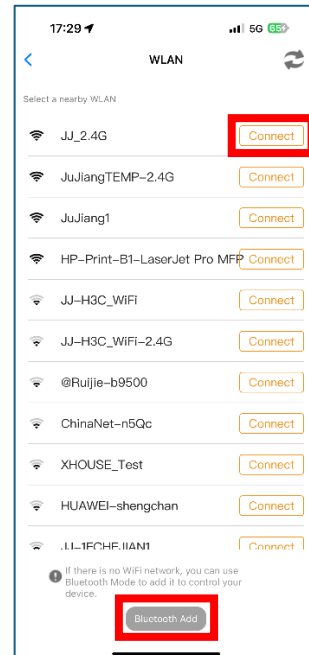 17:29 5G 65
WLAN
Select a nearby WLAN
JJ_2.4G Connect
JuJiangTEMP-2.4G Connect
JuJiang1 Connect
HP-Print-B1-LaserJet Pro MFP Connect
JJ-H3C_WiFi Connect
JJ-H3C_WiFi-2.4G Connect
@Ruijie-b9500 Connect
ChinaNet-n5Qc Connect
XHOUSE_Test Connect
HUAWEI-shengchan Connect
Connect
If there is no WiFi network, you can use
Bluetooth Mode to add it to control your
device.
Bluetooth Add